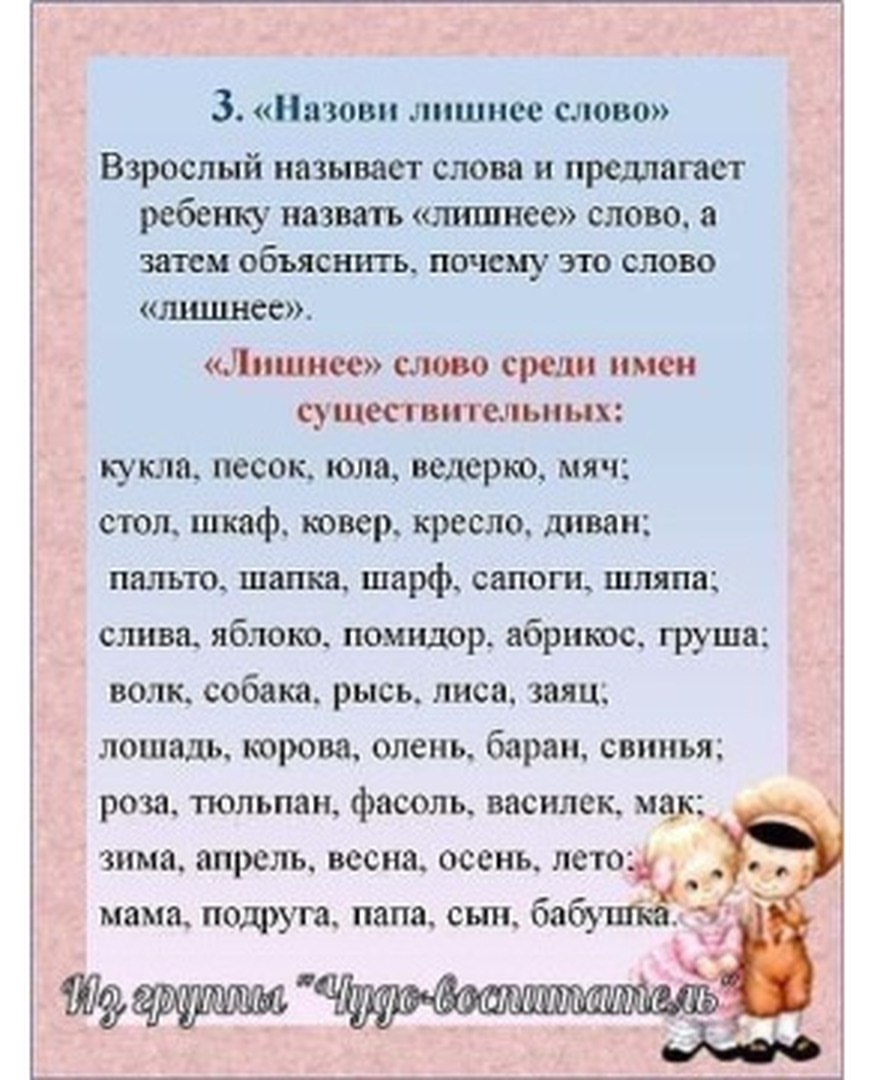 3. «Назови лишнее слово»
Взрослый называет слова и предлагает
ребенку назвать «лишнее» слово, а
затем объяснить, почему это слово
«лишнее».
«Лишнее» слово среди имен
существительных:
кукла, песок, юла, ведерко, мяч;
стол, шкаф, ковер, кресло, диван;
пальто, шапка, шарф, сапоги, шляпа;
слива, яблоко, помидор, абрикос, груша;
волк, собака, рысь, лиса, заяц;
лошадь, корова, олень, баран, свинья;
роза, тюльпан, фасоль, василек, мак;
зима, апрель, весна, осень, лето;
мама, подруга, папа, сын, бабушка.
Из группы "Чудо-воспитатель"